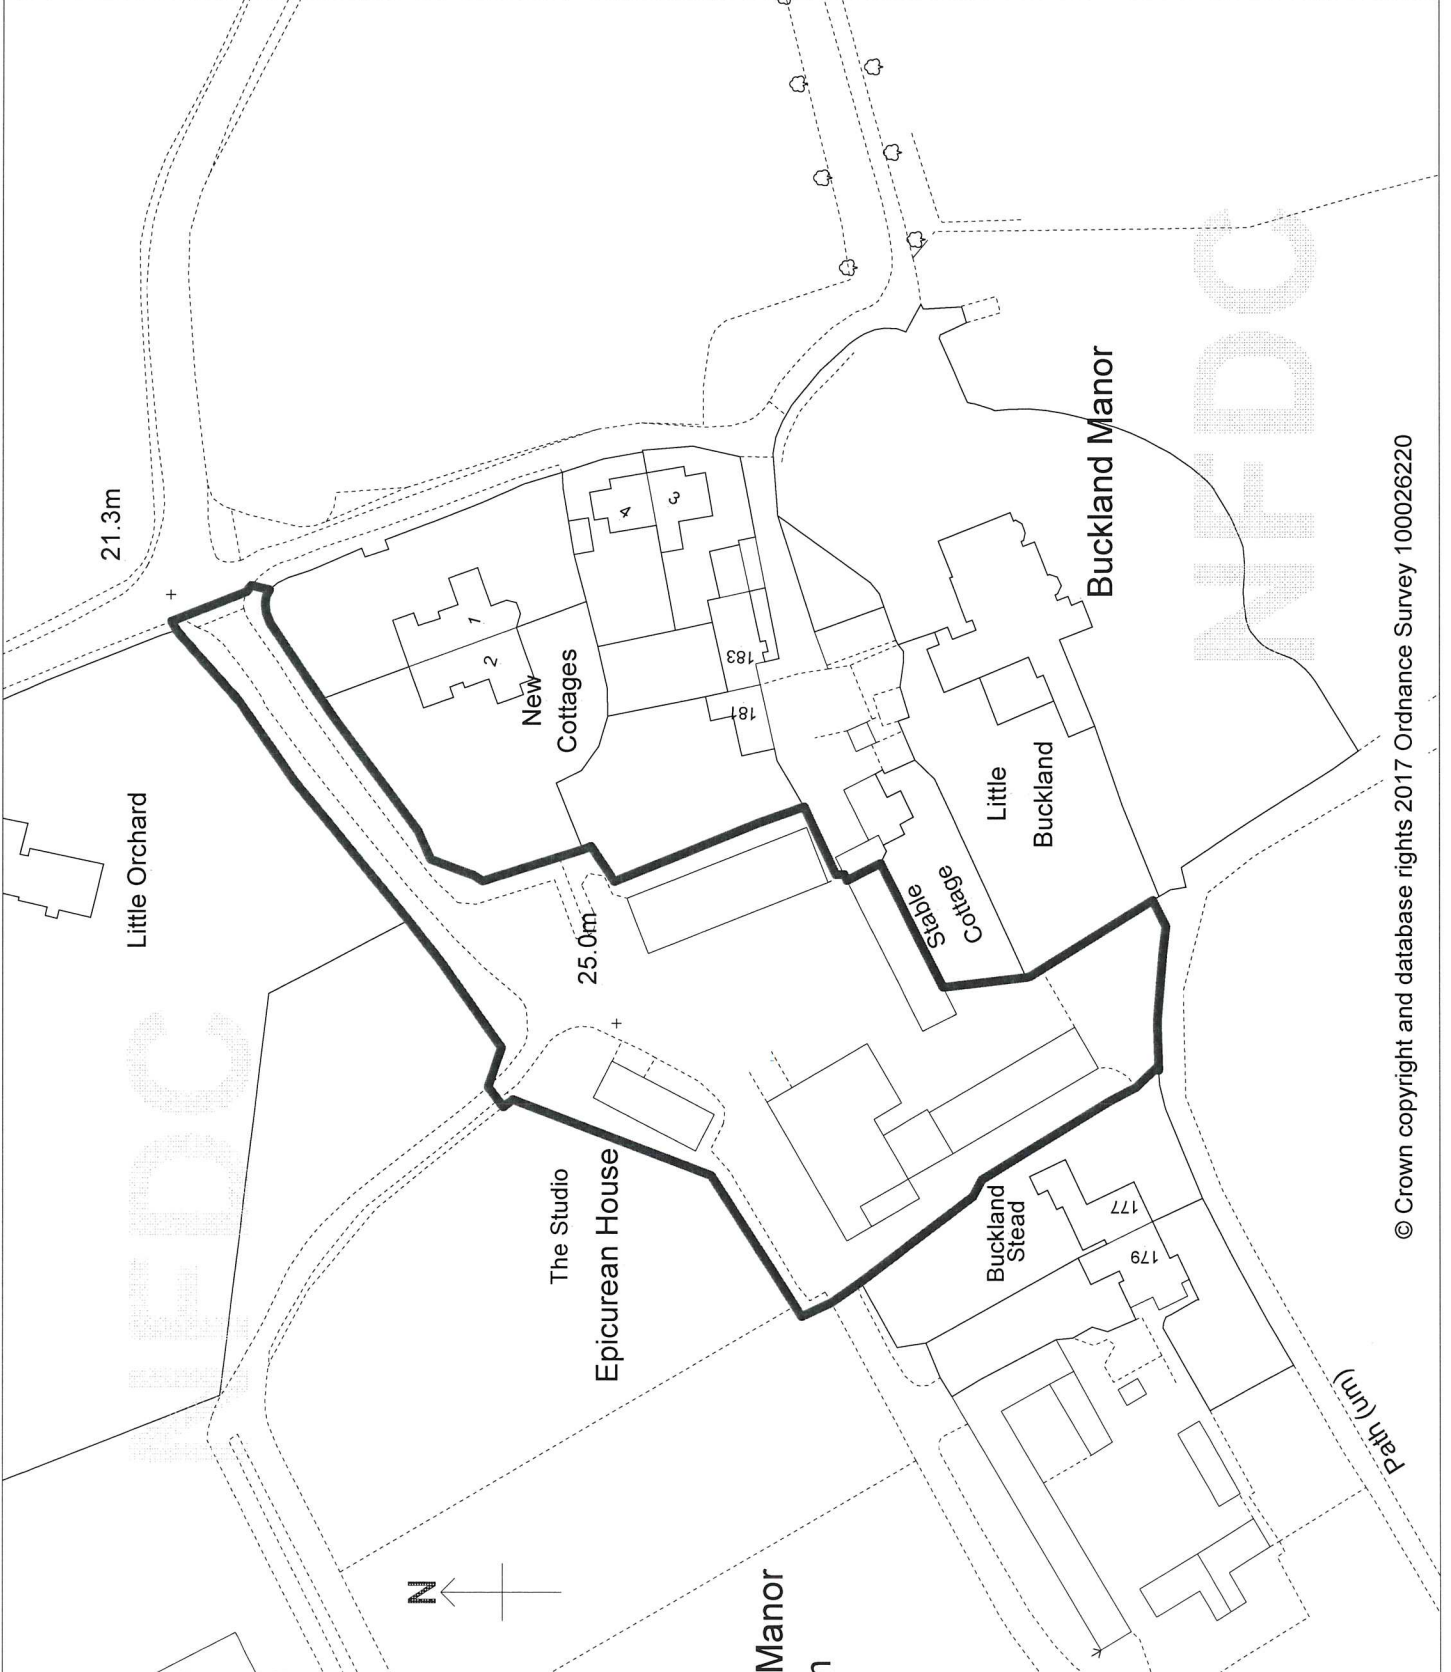 21.3m
Little Orchard
NFDC
N
1
2
New
Cottages
The Studio
25.0m
Epicurean House
4
3
183
181
Manor
Stable
Cottage
Little
Buckland
Buckland
Stead
Buckland Manor
177
179
NFDC
Path (um)
© Crown copyright and database rights 2017 Ordnance Survey 100026220